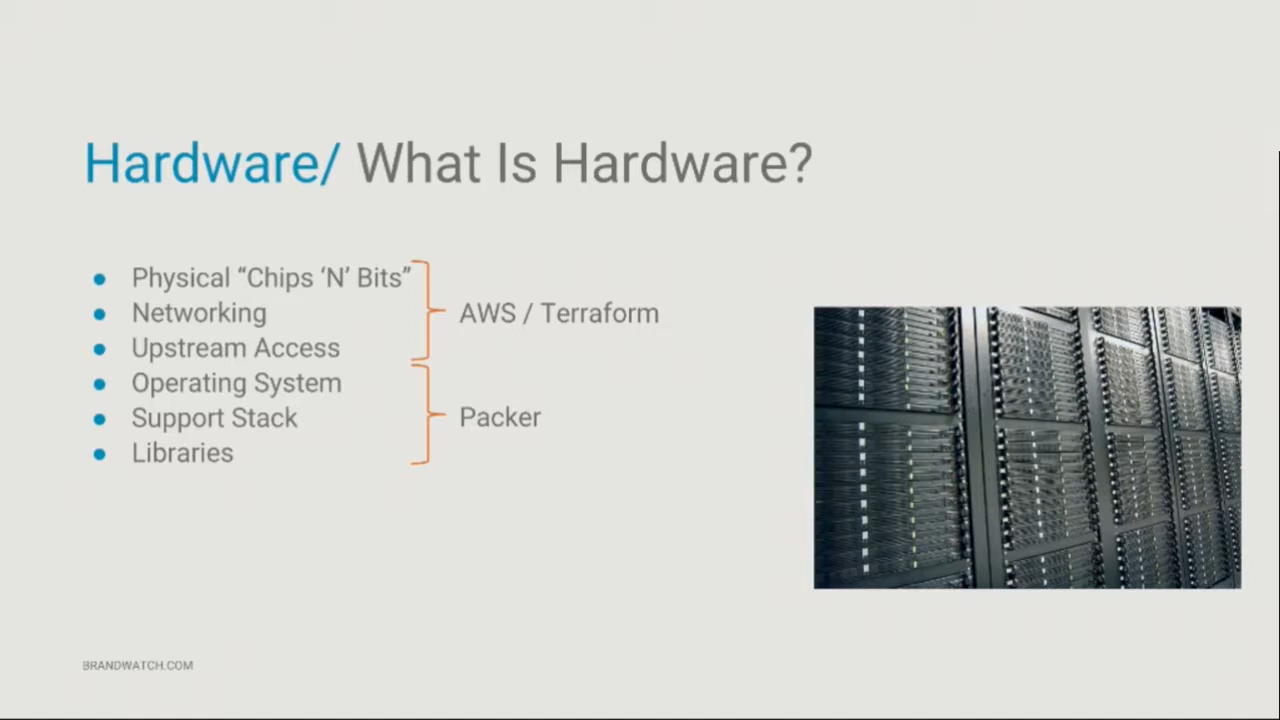 Hardware/ What Is Hardware?
Physical “Chips ‘N’ Bits”
Networking
Upstream Access
AWS / Terraform
Operating System
Support Stack
Libraries
Packer
BRANDWATCH.COM